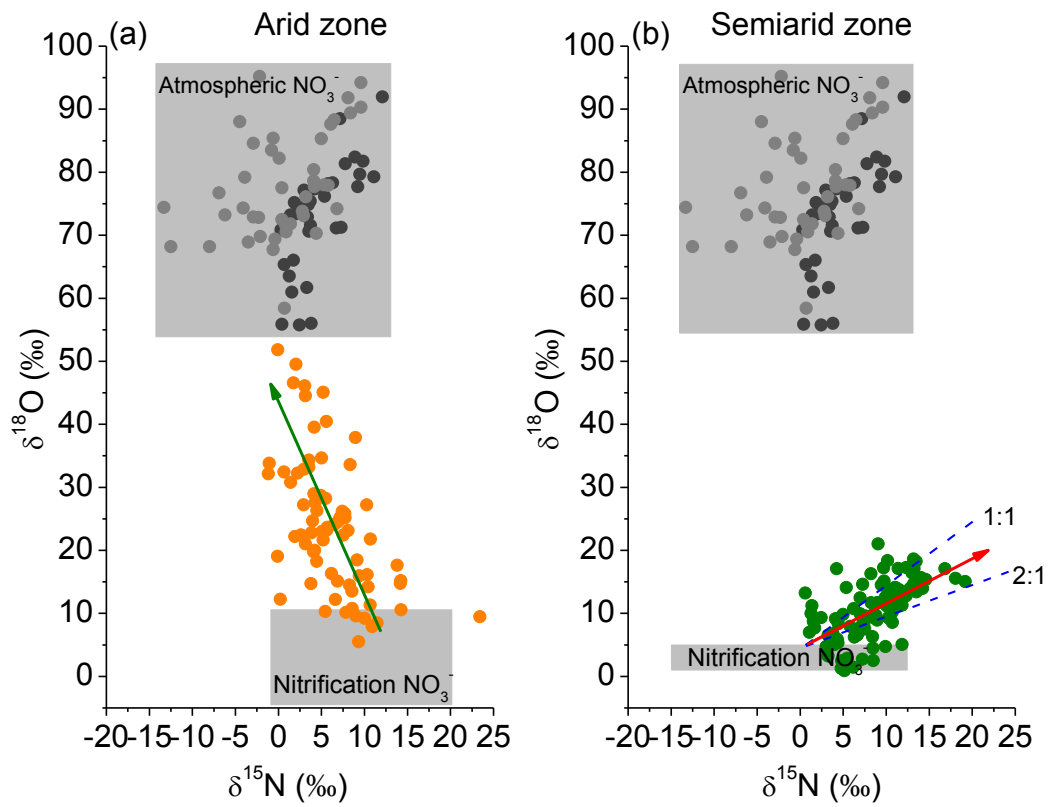 (a) Arid zone
100
90
80
70
60
50
40
30
20
10
0
δ¹⁸O (‰)
Atmospheric NO₃⁻
Nitrification NO₃⁻
-20 -15 -10 -5 0 5 10 15 20 25
δ¹⁵N (‰)
(b) Semiarid zone
100
90
80
70
60
50
40
30
20
10
0
δ¹⁸O (‰)
Atmospheric NO₃⁻
1:1
2:1
Nitrification NO₃⁻
-20 -15 -10 -5 0 5 10 15 20 25
δ¹⁵N (‰)